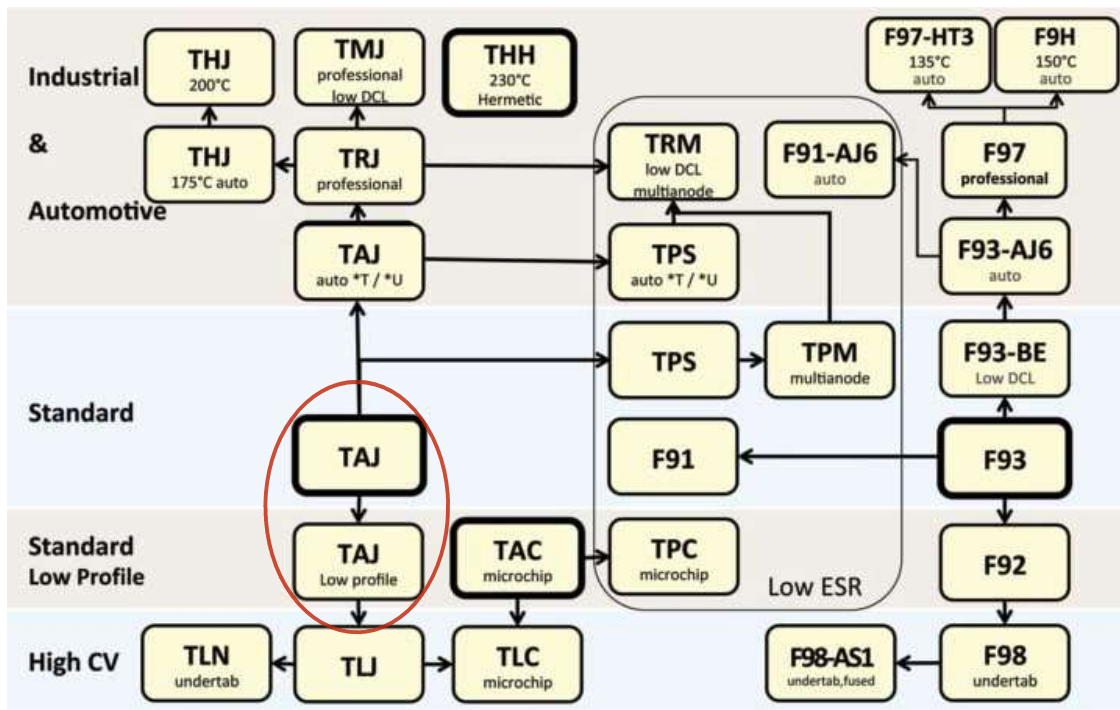 Industrial
&
Automotive
THJ
200°C
TMJ
professional
low DCL
THH
230°C
Hermetic
F97-HT3
135°C
auto
F9H
150°C
auto
THJ
175°C auto
TRJ
professional
TRM
low DCL
multianode
F91-AJ6
auto
F97
professional
TAJ
auto *T / *U
TPS
auto *T / *U
F93-AJ6
auto
Standard
TPS
TPM
multianode
F93-BE
Low DCL
TAJ
F91
F93
Standard
Low Profile
TAJ
Low profile
TAC
microchip
TPC
microchip
Low ESR
F92
High CV
TLN
undertab
TLJ
TLC
microchip
F98-AS1
undertab,fused
F98
undertab